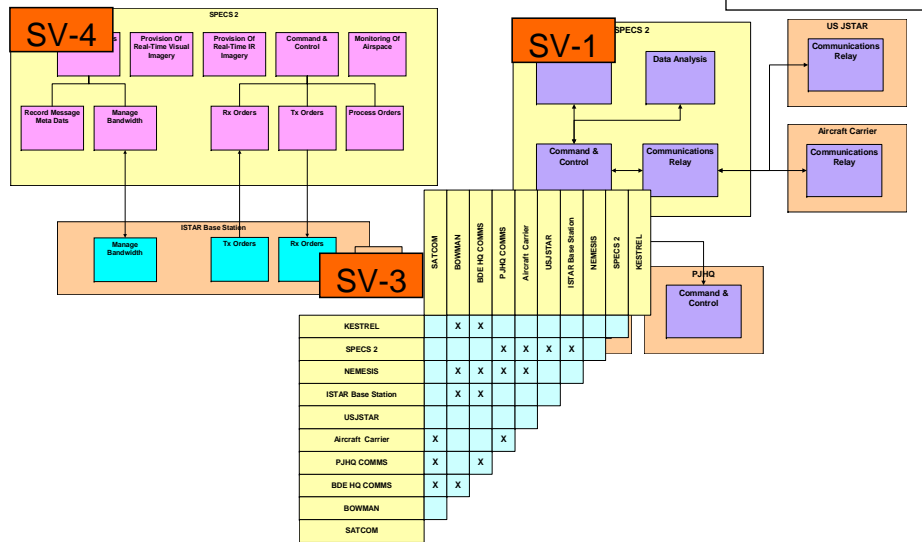 SPECS 2
SV-4
Provision Of
Real-Time Visual
Imagery
Provision Of
Real-Time IR
Imagery
Command &
Control
Monitoring Of
Airspace
Record Message
Meta Dats
Manage
Bandwidth
Rx Orders
Tx Orders
Process Orders
ISTAR Base Station
Manage
Bandwidth
Tx Orders
Rx Orders
SV-1
SPECS 2
Data Analysis
Command &
Control
Communications
Relay
US JSTAR
Communications
Relay
Aircraft Carrier
Communications
Relay
PJHQ
Command &
Control
SV-3
SATCOM
BOWMAN
BDE HQ COMMS
PJHQ COMMS
Aircraft Carrier
USJSTAR
ISTAR Base Station
NEMESIS
SPECS 2
KESTREL
KESTREL X X
SPECS 2 X X X X
NEMESIS X X X X
ISTAR Base Station X X
USJSTAR
Aircraft Carrier X X
PJHQ COMMS X X
BDE HQ COMMS X X
BOWMAN
SATCOM